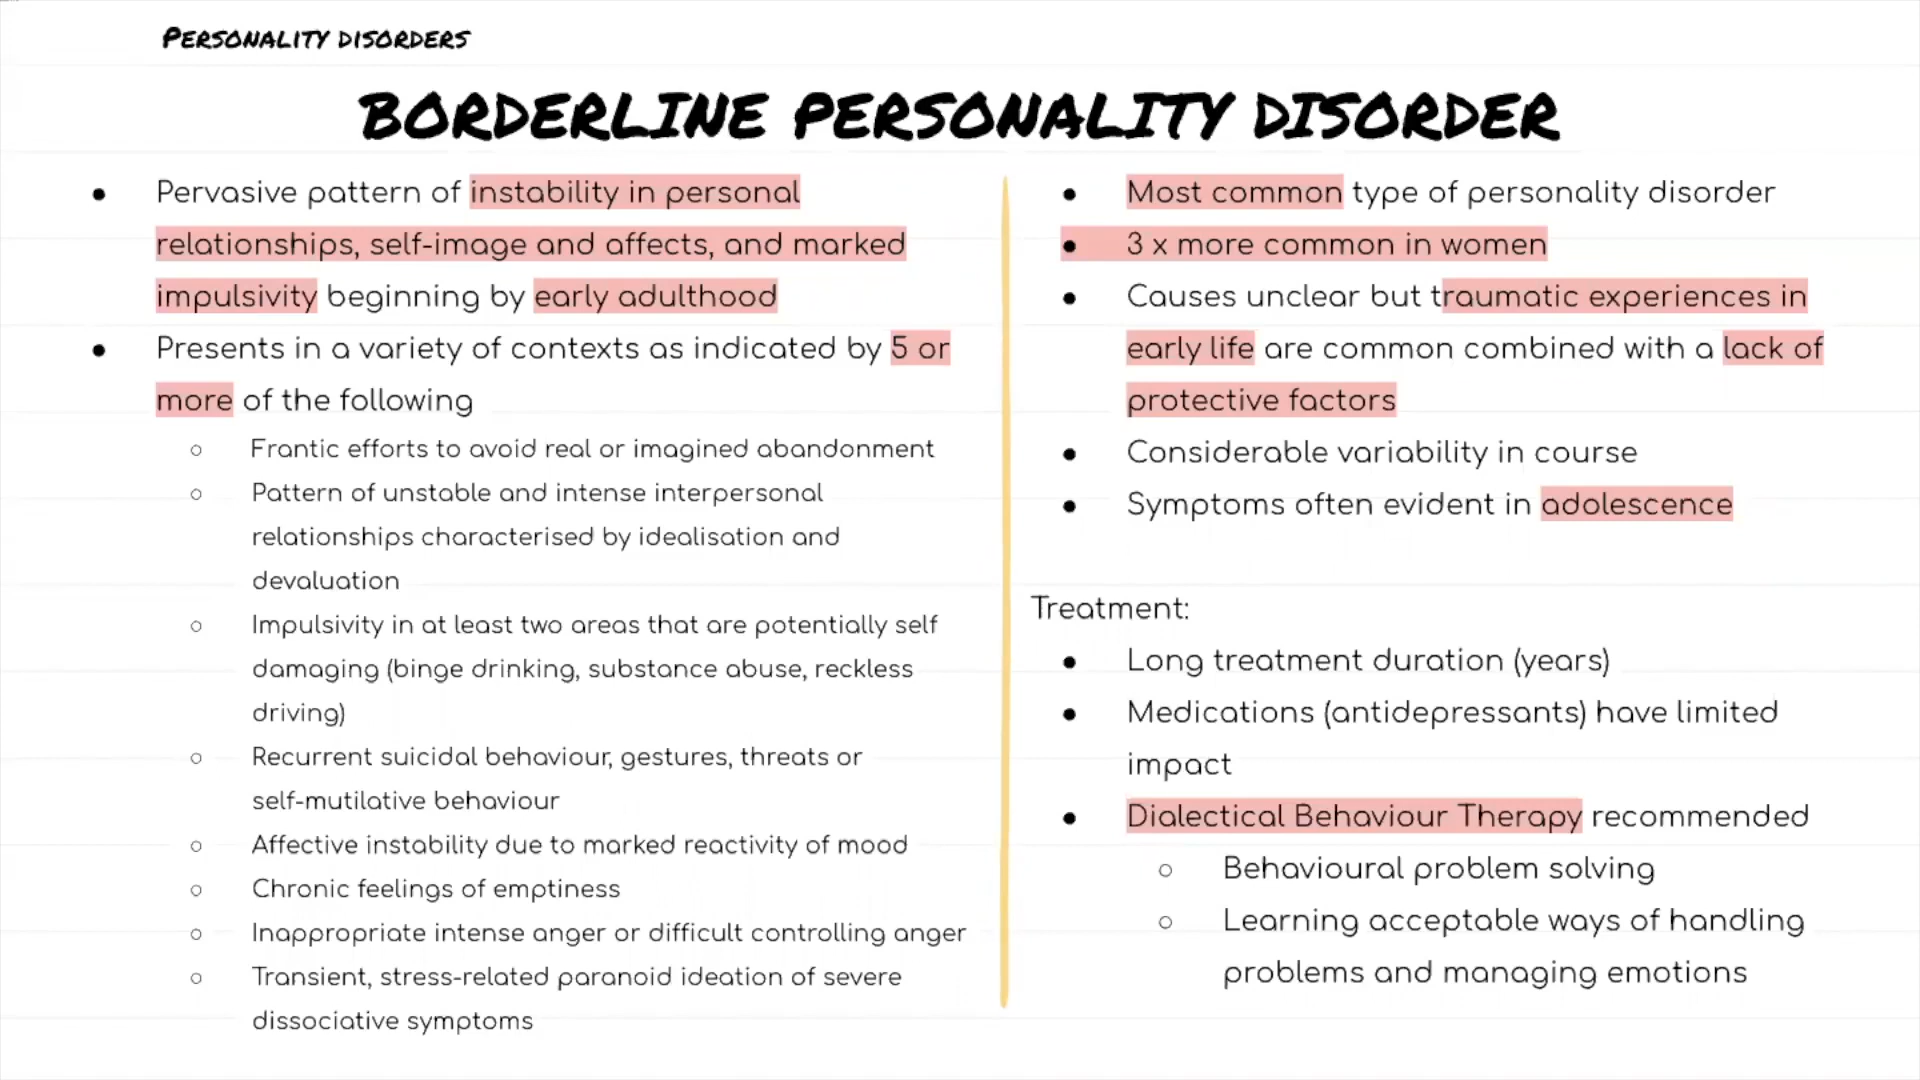 PERSONALITY DISORDERS
BORDERLINE PERSONALITY DISORDER
● Pervasive pattern of instability in personal
relationships, self-image and affects, and marked
impulsivity beginning by early adulthood
● Presents in a variety of contexts as indicated by 5 or
more of the following
○ Frantic efforts to avoid real or imagined abandonment
○ Pattern of unstable and intense interpersonal
relationships characterised by idealisation and
devaluation
○ Impulsivity in at least two areas that are potentially self
damaging (binge drinking, substance abuse, reckless
driving)
○ Recurrent suicidal behaviour, gestures, threats or
self-mutilative behaviour
○ Affective instability due to marked reactivity of mood
○ Chronic feelings of emptiness
○ Inappropriate intense anger or difficult controlling anger
○ Transient, stress-related paranoid ideation of severe
dissociative symptoms
● Most common type of personality disorder
● 3 x more common in women
● Causes unclear but traumatic experiences in
early life are common combined with a lack of
protective factors
● Considerable variability in course
● Symptoms often evident in adolescence
Treatment:
● Long treatment duration (years)
● Medications (antidepressants) have limited
impact
● Dialectical Behaviour Therapy recommended
○ Behavioural problem solving
○ Learning acceptable ways of handling
problems and managing emotions